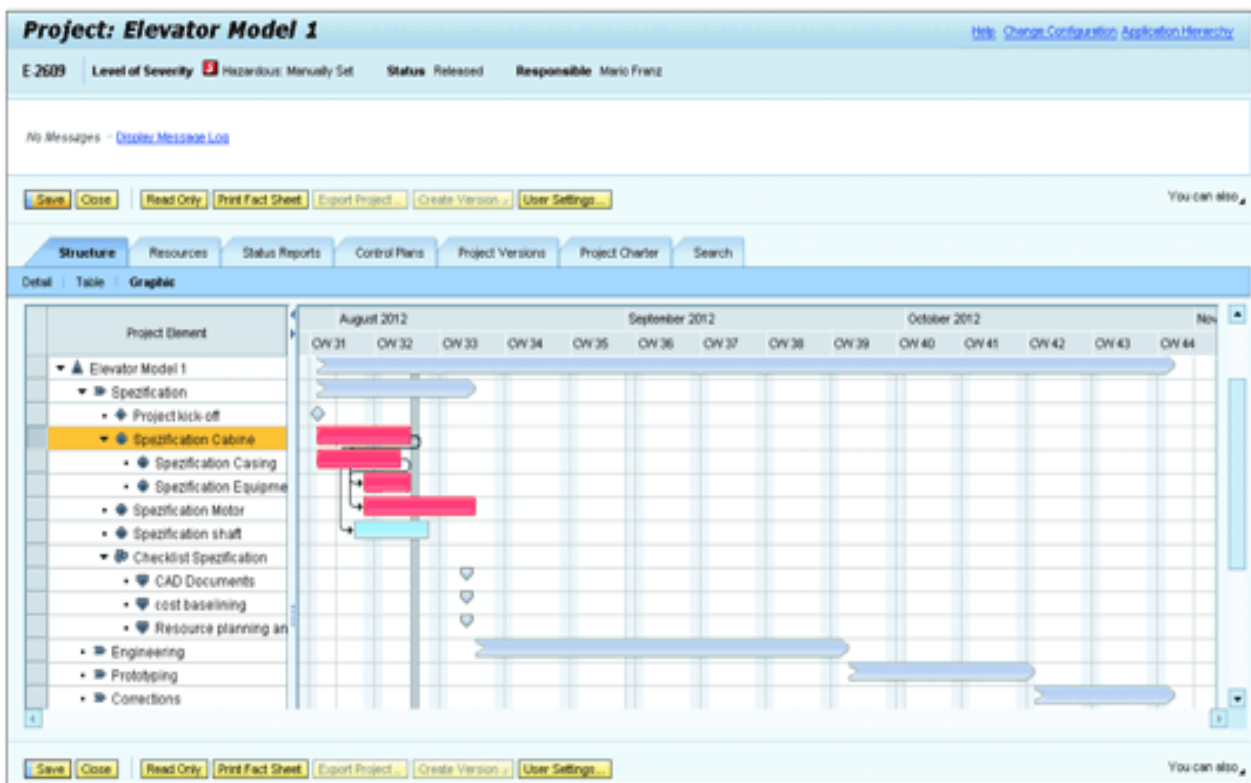 Project: Elevator Model 1
Help Change Configuration Application Hierarchy
E-2609 Level of Severity Hazardous: Manually Set Status Released Responsible Mario Franz
No Messages - Display Message Log
Save Close Read Only Print Fact Sheet Export Project... Create Version User Settings... You can also
Structure Resources Status Reports Control Plans Project Versions Project Charter Search
Detail Table Graphic
Project Element
August 2012 September 2012 October 2012 Nov
CW 31 CW 32 CW 33 CW 34 CW 35 CW 36 CW 37 CW 38 CW 39 CW 40 CW 41 CW 42 CW 43 CW 44
Elevator Model 1
Spezification
Project kick-off
Spezification Cabine
Spezification Casing
Spezification Equipme
Spezification Motor
Spezification shaft
Checklist Spezification
CAD Documents
cost baselining
Resource planning an
Engineering
Prototyping
Corrections
Save Close Read Only Print Fact Sheet Export Project... Create Version User Settings... You can also